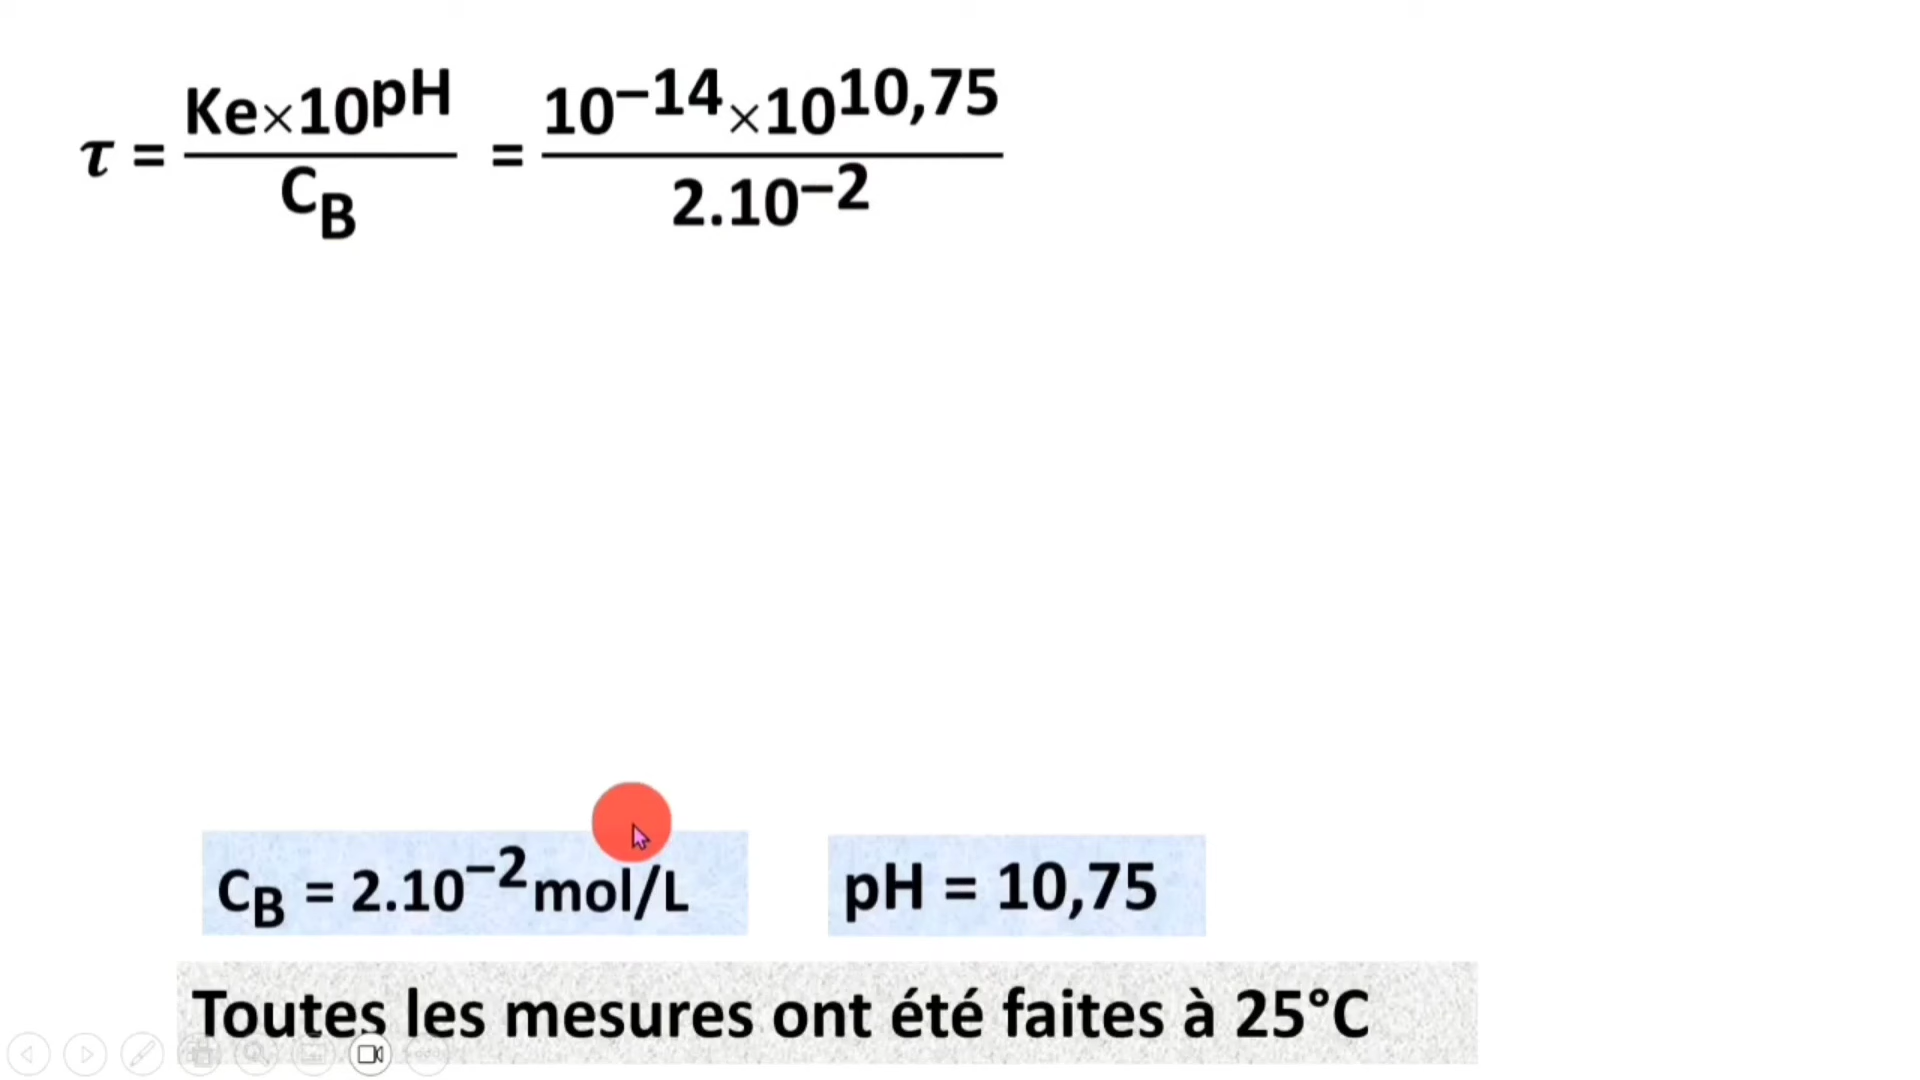 τ = Ke×10^pH / C_B = 10^–14×10^10,75 / 2.10^–2
C_B = 2.10^–2 mol/L
pH = 10,75
Toutes les mesures ont été faites à 25°C